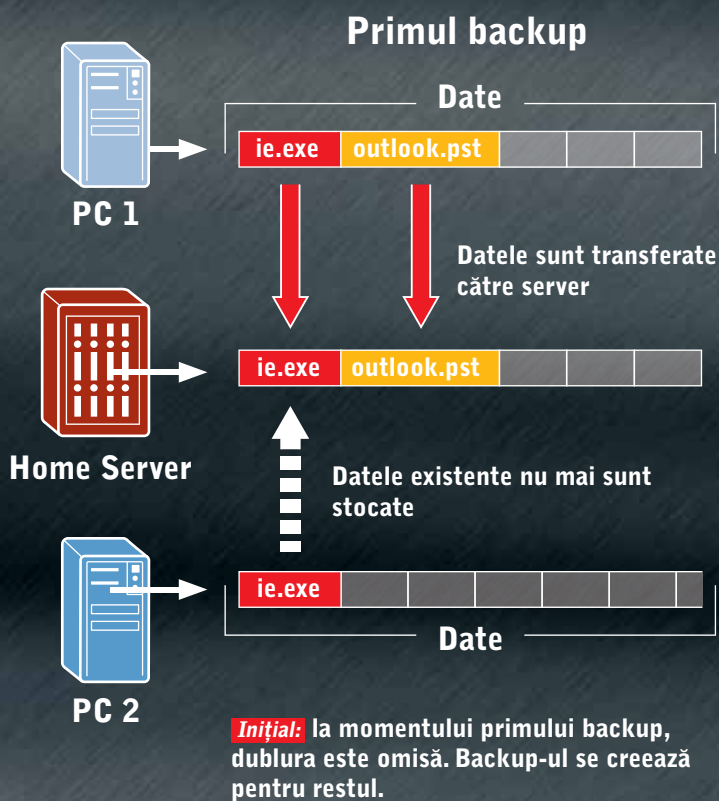 Primul backup
Date
ie.exe outlook.pst
PC 1
Datele sunt transferate
către server
ie.exe outlook.pst
Home Server
Datele existente nu mai sunt
stocate
ie.exe
Date
PC 2
Inițial: la momentului primului backup,
dublura este omisă. Backup-ul se creează
pentru restul.